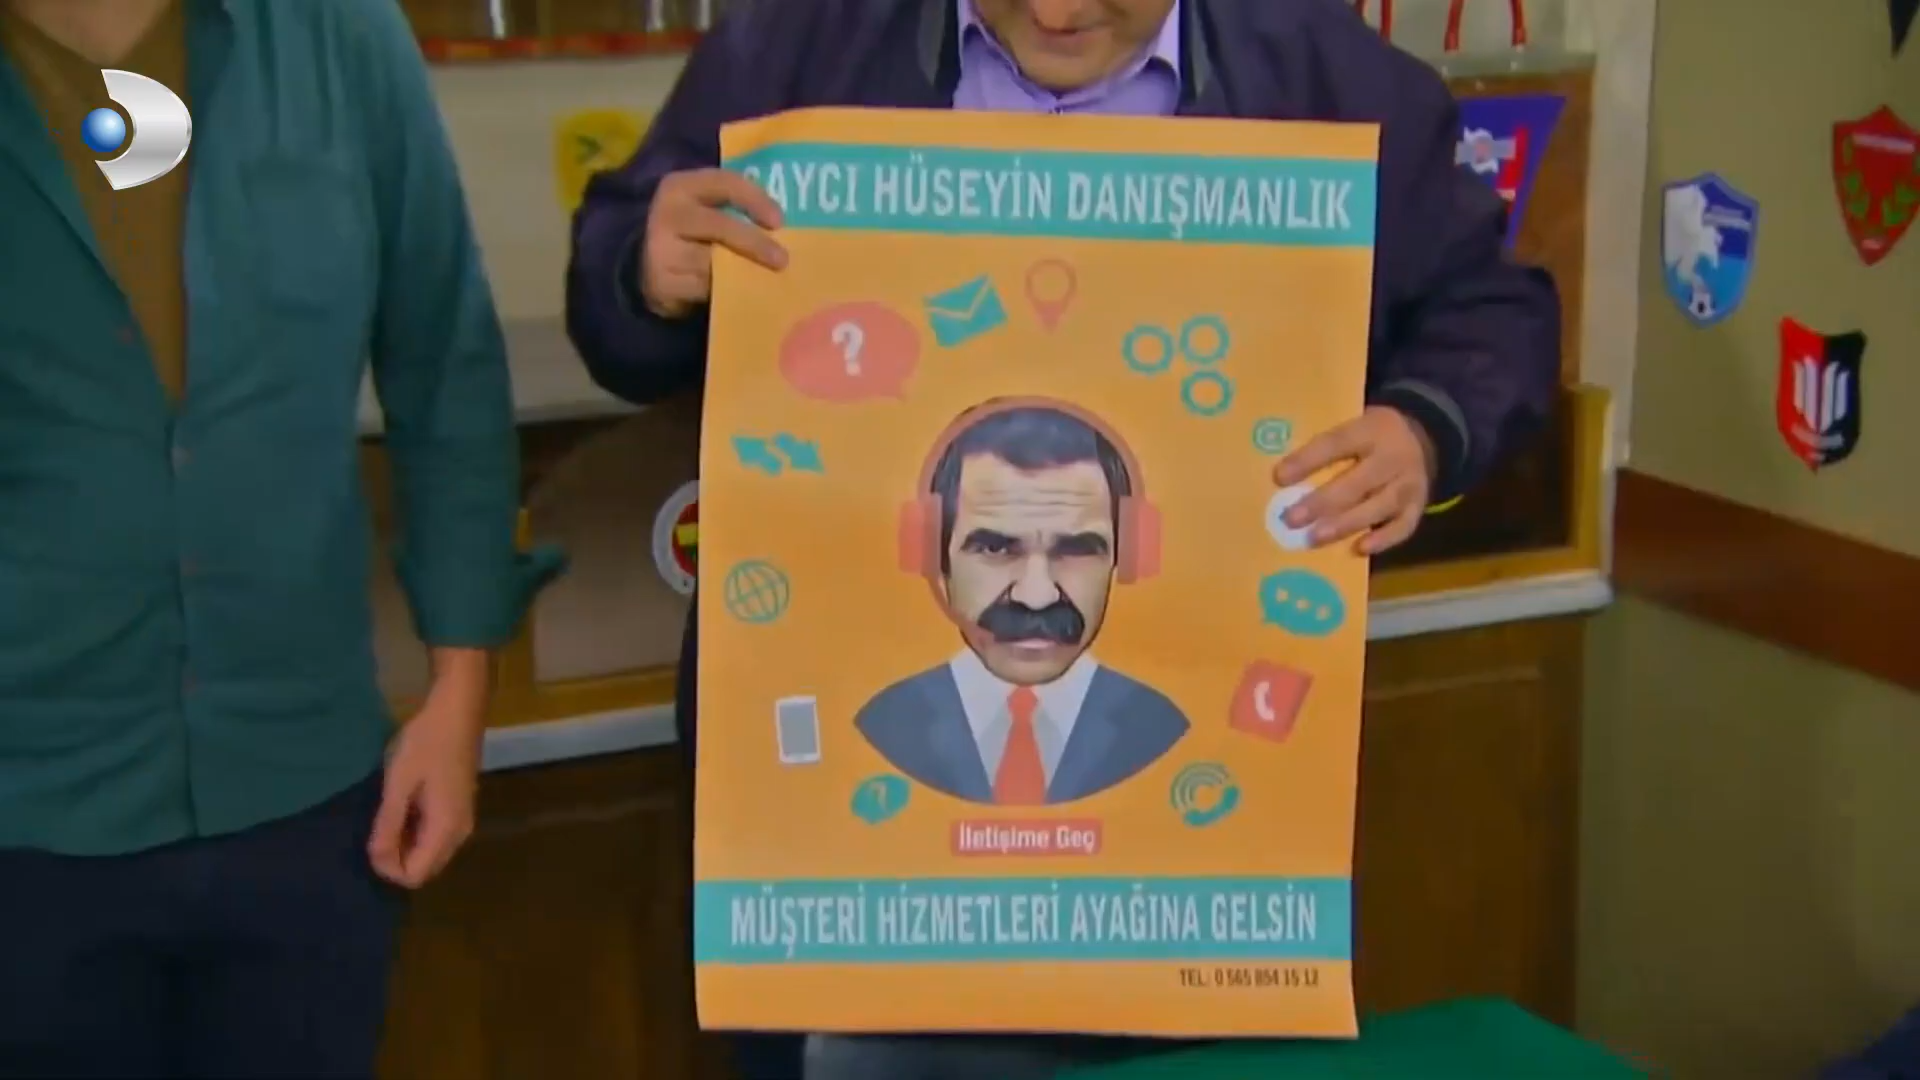 HÜSEYİN DANIŞMANLIK
?
@
İletişime Geç
MÜŞTERİ HİZMETLERİ AYAĞINA GELSİN
TEL: 0 565 854 15 12